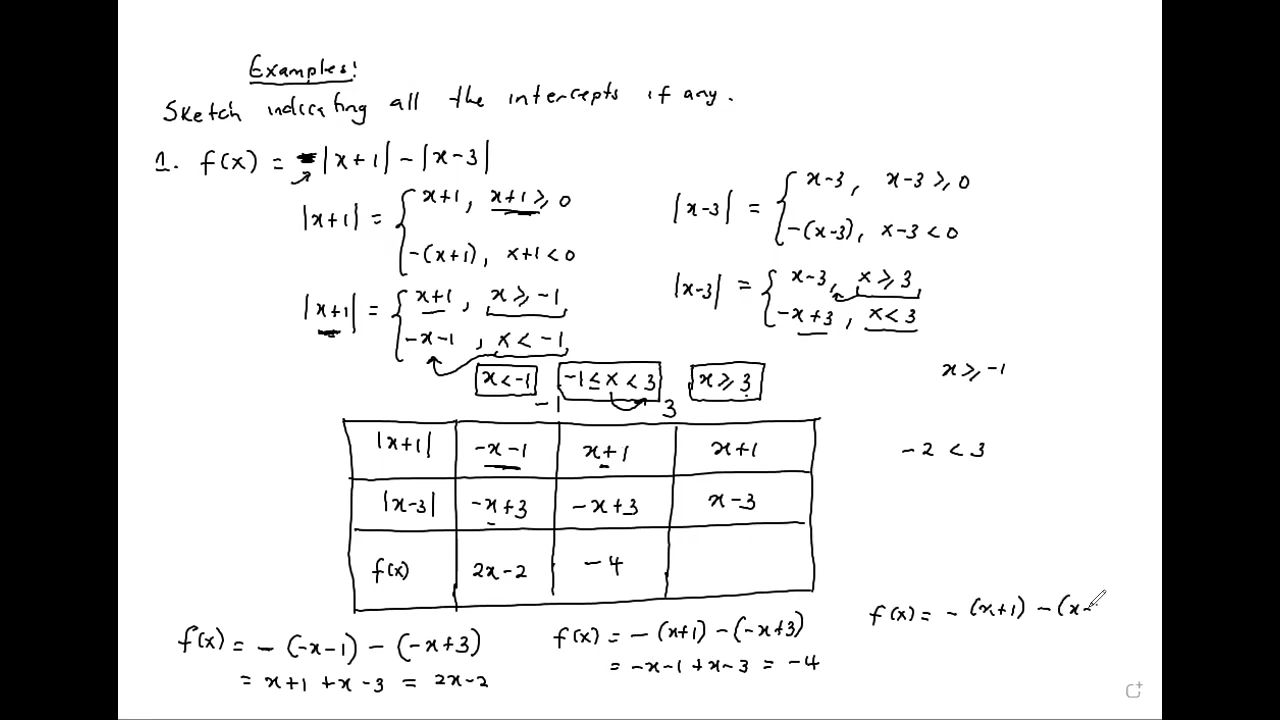 Examples:
Sketch indicating all the intercepts if any.
1. f(x) = -|x+1| - |x-3|
|x+1| = { x+1, x+1 ≥ 0
-(x+1), x+1 < 0
|x-3| = { x-3, x-3 ≥ 0
-(x-3), x-3 < 0
|x+1| = { x+1, x ≥ -1
-x-1, x < -1
|x-3| = { x-3, x ≥ 3
-x+3, x < 3
x < -1 -1 ≤ x < 3 x ≥ 3
x ≥ -1
-1 3
|x+1| -x-1 x+1 x+1
-2 < 3
|x-3| -x+3 -x+3 x-3
f(x) 2x-2 -4
f(x) = -(-x-1) - (-x+3)
= x+1 +x -3 = 2x-2
f(x) = -(x+1) - (-x+3)
= -x-1+x-3 = -4
f(x) = -(x+1) - (x-